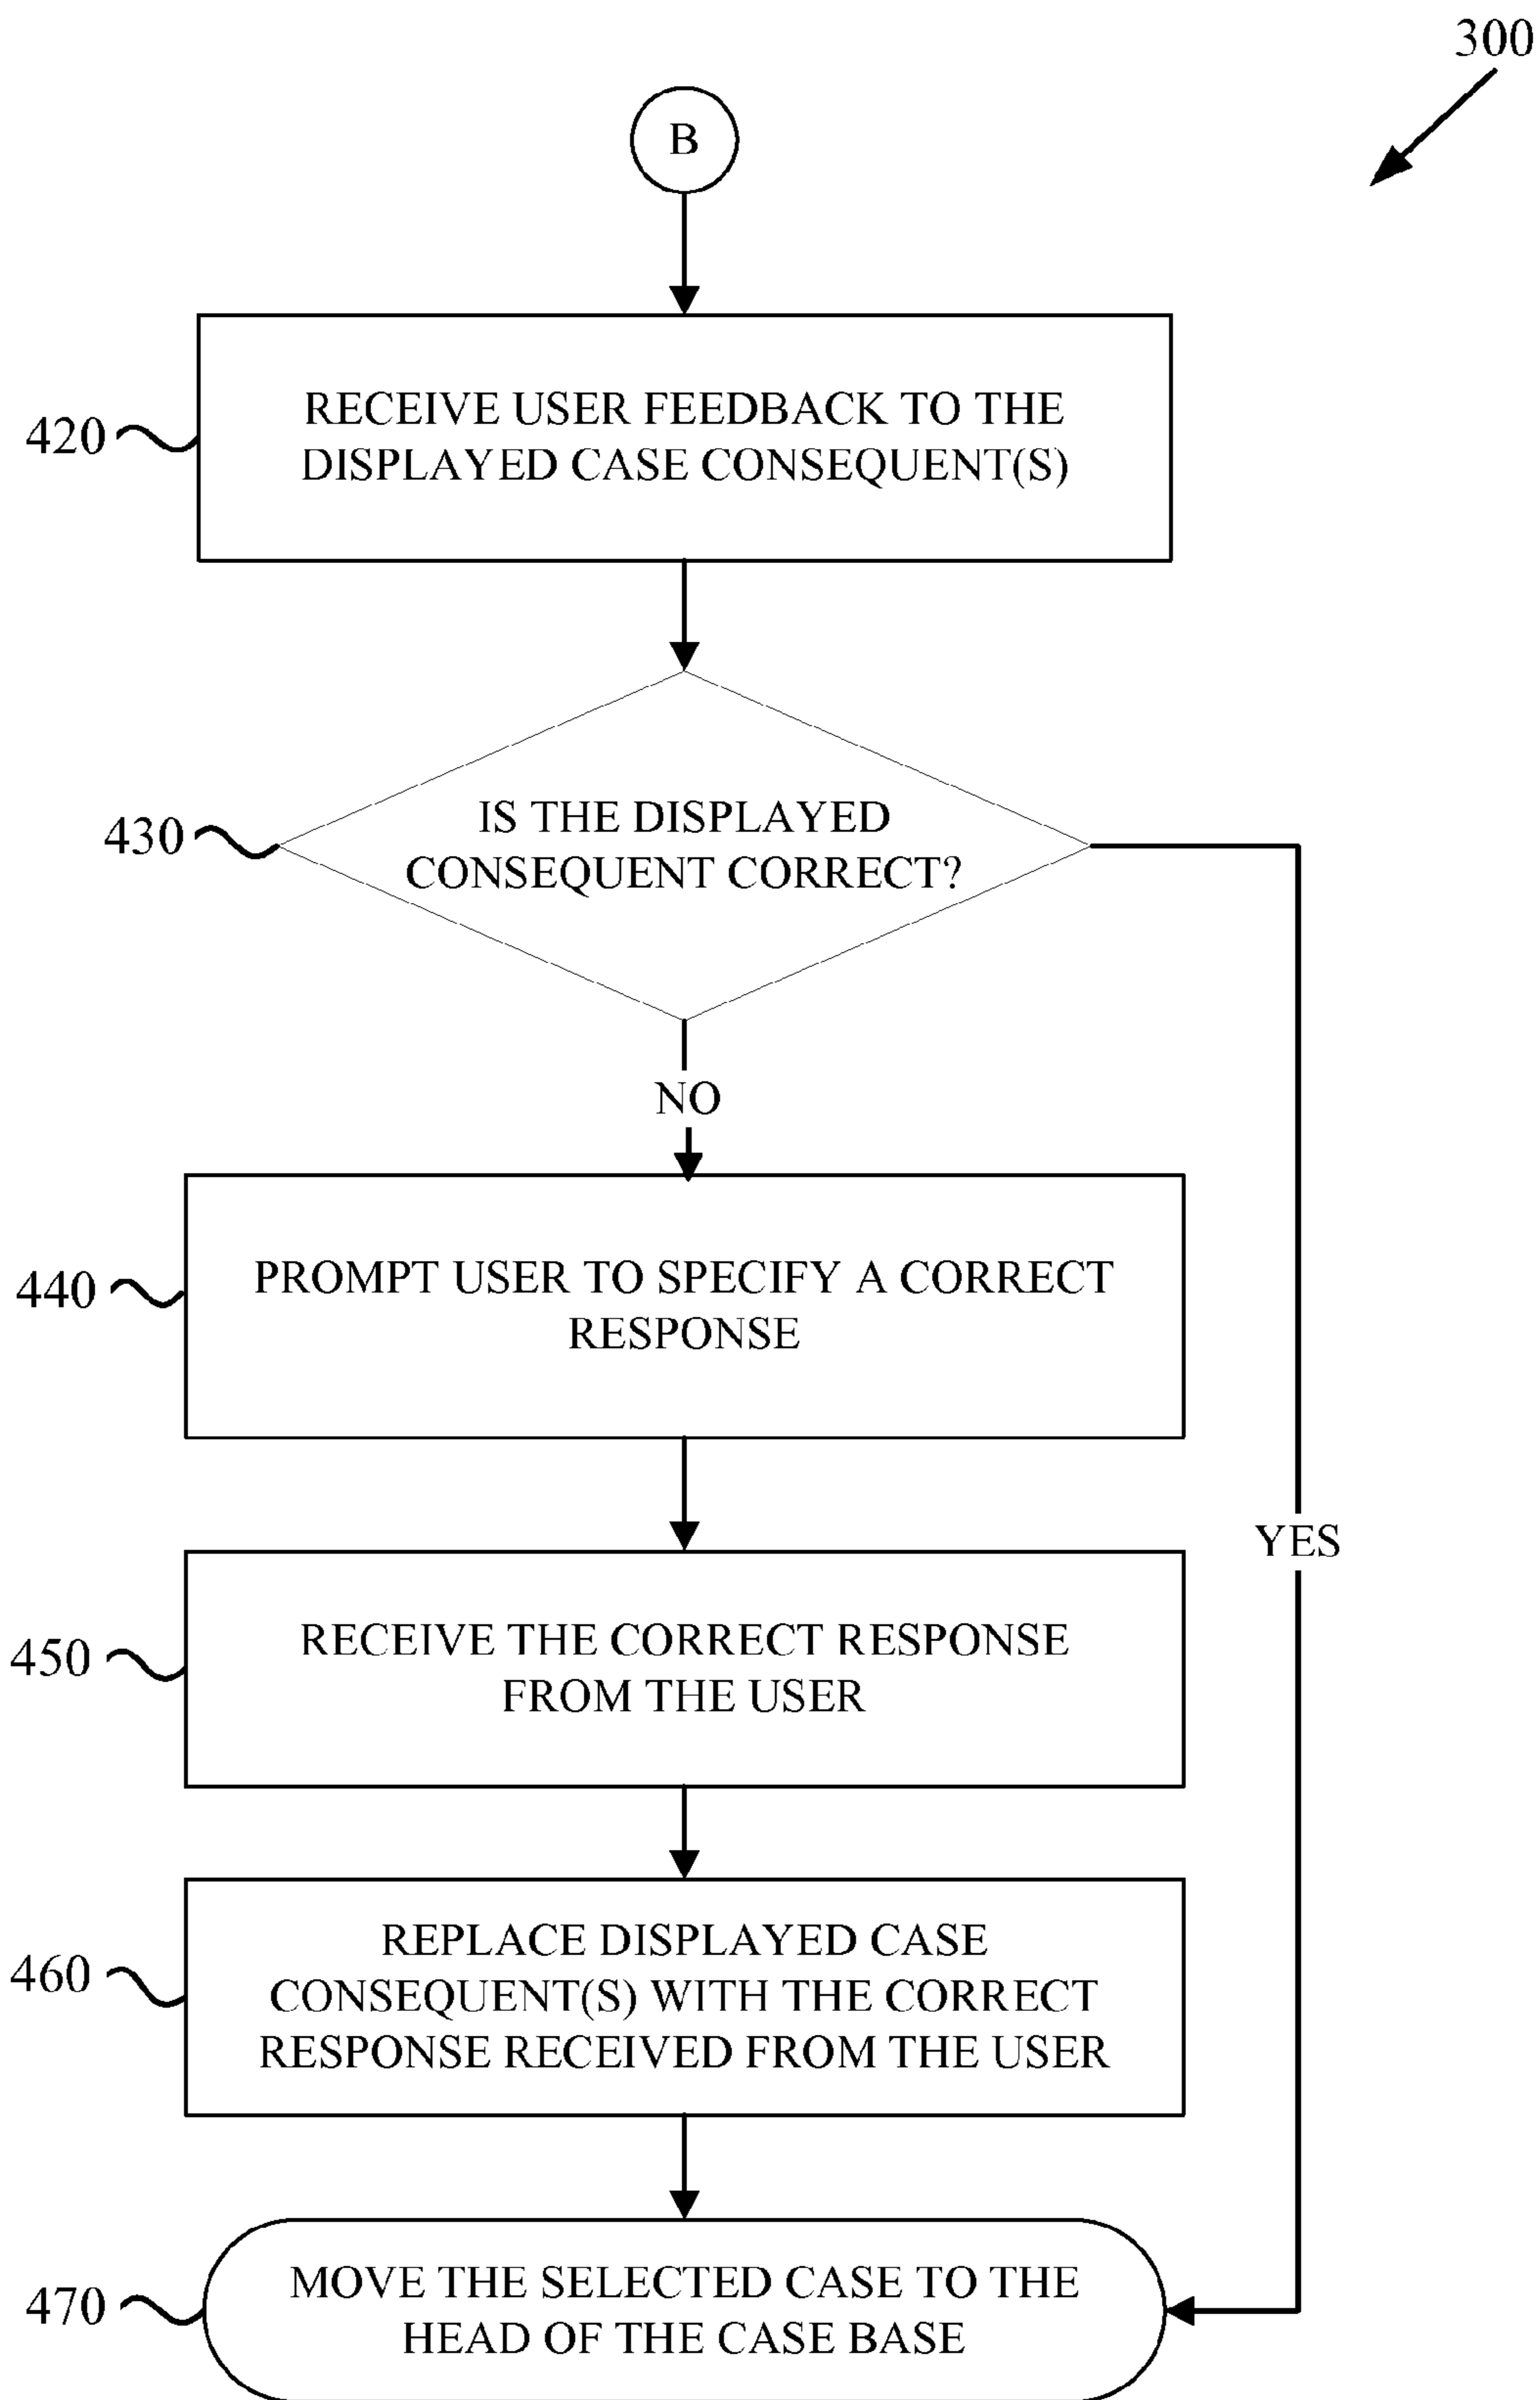 300
B
420
RECEIVE USER FEEDBACK TO THE
DISPLAYED CASE CONSEQUENT(S)
430
IS THE DISPLAYED
CONSEQUENT CORRECT?
NO
440
PROMPT USER TO SPECIFY A CORRECT
RESPONSE
YES
450
RECEIVE THE CORRECT RESPONSE
FROM THE USER
460
REPLACE DISPLAYED CASE
CONSEQUENT(S) WITH THE CORRECT
RESPONSE RECEIVED FROM THE USER
470
MOVE THE SELECTED CASE TO THE
HEAD OF THE CASE BASE